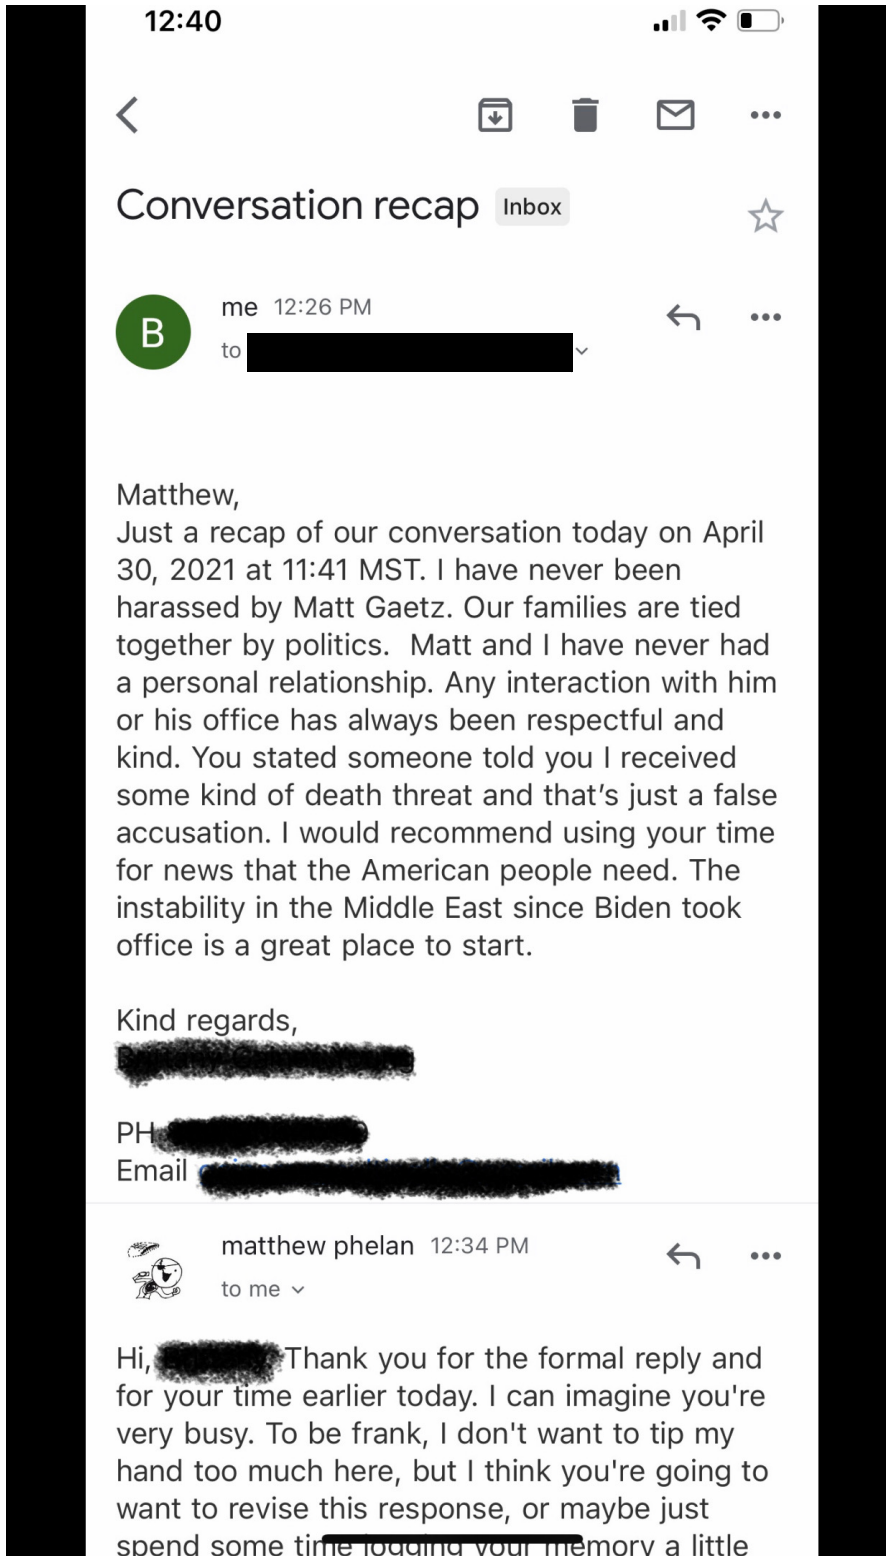 12:40
Conversation recap Inbox
B
me 12:26 PM
to
Matthew,
Just a recap of our conversation today on April
30, 2021 at 11:41 MST. I have never been
harassed by Matt Gaetz. Our families are tied
together by politics.  Matt and I have never had
a personal relationship. Any interaction with him
or his office has always been respectful and
kind. You stated someone told you I received
some kind of death threat and that’s just a false
accusation. I would recommend using your time
for news that the American people need. The
instability in the Middle East since Biden took
office is a great place to start.
Kind regards,
PH
Email
matthew phelan 12:34 PM
to me
Hi, Thank you for the formal reply and
for your time earlier today. I can imagine you're
very busy. To be frank, I don't want to tip my
hand too much here, but I think you're going to
want to revise this response, or maybe just
spend some time your memory a little